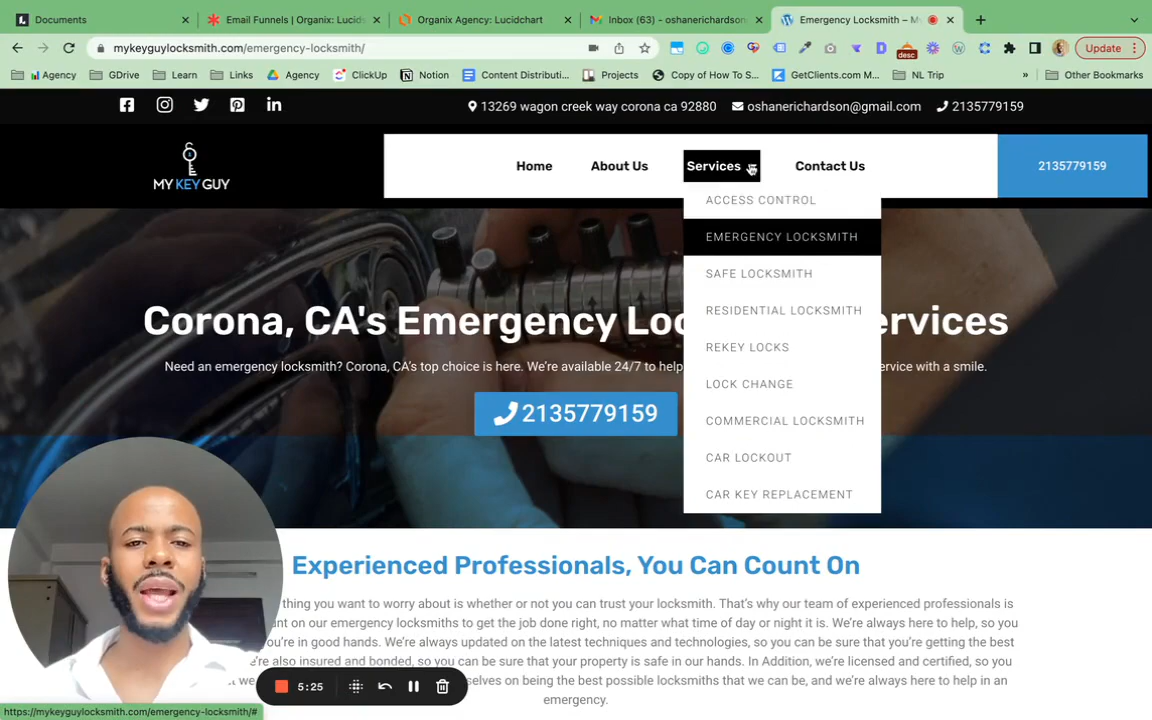 Documents
Email Funnels | Organix: Lucids
Organix Agency: Lucidchart
Inbox (63) - oshanerichardson
Emergency Locksmith – M
mykeyguylocksmith.com/emergency-locksmith/
Update
Agency
GDrive
Learn
Links
Agency
ClickUp
Notion
Content Distributi...
Projects
Copy of How To S...
GetClients.com M...
NL Trip
»
Other Bookmarks
desc
13269 wagon creek way corona ca 92880
oshanerichardson@gmail.com
2135779159
MY KEY GUY
Home
About Us
Services
Contact Us
2135779159
ACCESS CONTROL
EMERGENCY LOCKSMITH
SAFE LOCKSMITH
RESIDENTIAL LOCKSMITH
REKEY LOCKS
LOCK CHANGE
COMMERCIAL LOCKSMITH
CAR LOCKOUT
CAR KEY REPLACEMENT
Corona, CA's Emergency Loc ervices
Need an emergency locksmith? Corona, CA's top choice is here. We're available 24/7 to help ervice with a smile.
2135779159
Experienced Professionals, You Can Count On
thing you want to worry about is whether or not you can trust your locksmith. That's why our team of experienced professionals is
nt on our emergency locksmiths to get the job done right, no matter what time of day or night it is. We're always here to help, so you
ou're in good hands. We're always updated on the latest techniques and technologies, so you can be sure that you're getting the best
e're also insured and bonded, so you can be sure that your property is safe in our hands. In Addition, we're licensed and certified, so you
selves on being the best possible locksmiths that we can be, and we're always here to help in an
emergency.
5:25
https://mykeyguylocksmith.com/emergency-locksmith/#